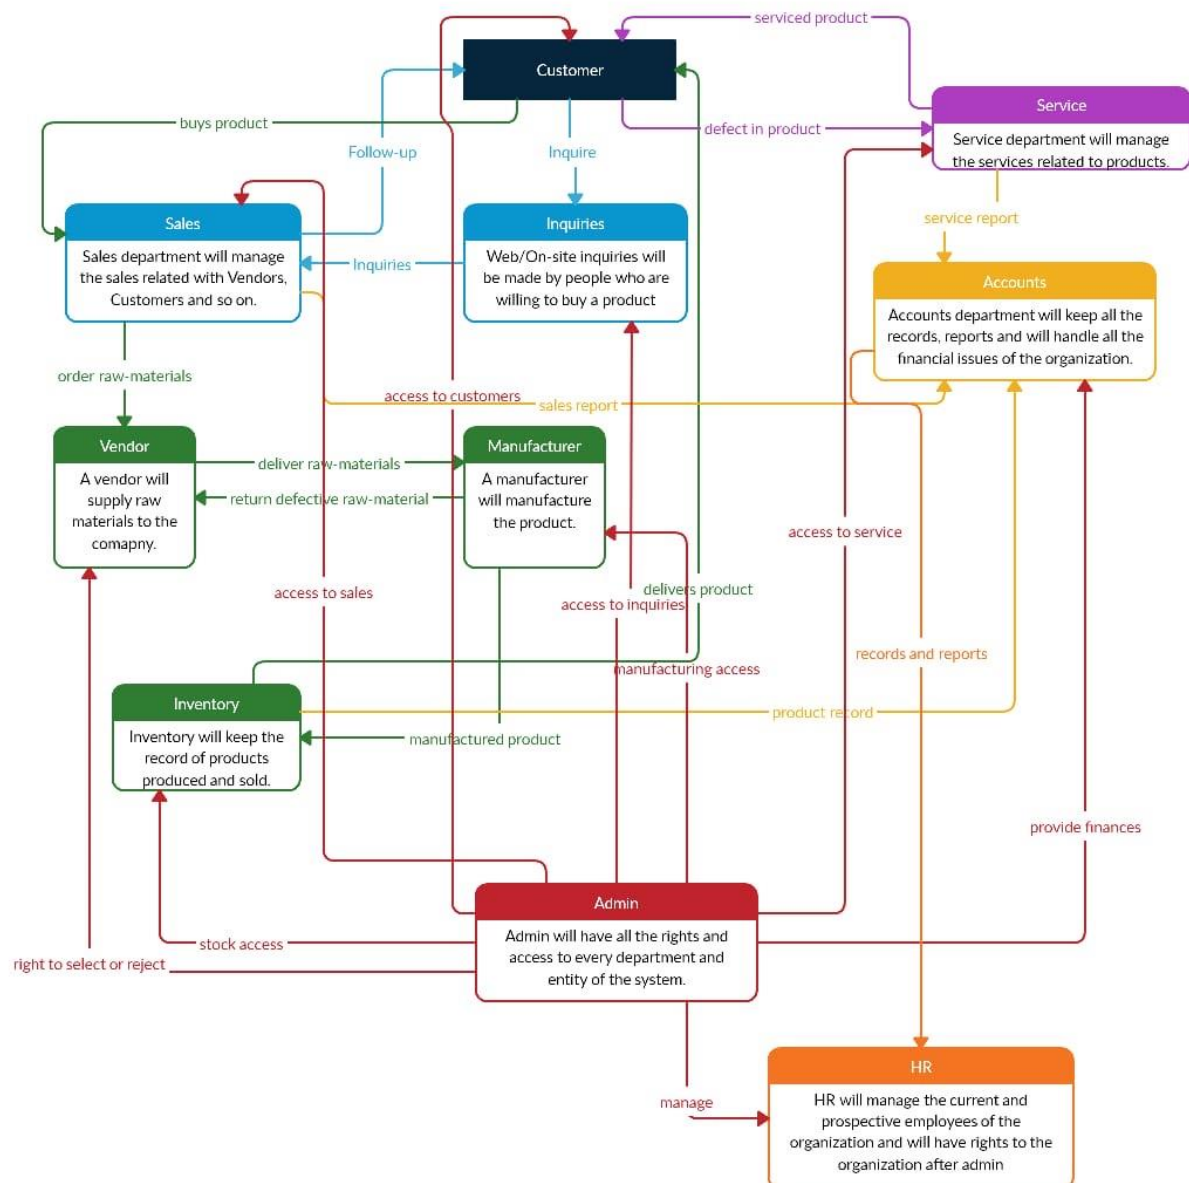 serviced product
Customer
Service
Service department will manage
the services related to products.
buys product
Follow-up
Inquire
defect in product
service report
Sales
Sales department will manage
the sales related with Vendors,
Customers and so on.
Inquiries
Inquiries
Web/On-site inquiries will
be made by people who are
willing to buy a product
Accounts
Accounts department will keep all the
records, reports and will handle all the
financial issues of the organization.
order raw-materials
access to customers
sales report
Vendor
A vendor will
supply raw
materials to the
comapny.
deliver raw-materials
return defective raw-material
Manufacturer
A manufacturer
will manufacture
the product.
access to service
access to sales
delivers product
access to inquiries
records and reports
manufacturing access
Inventory
Inventory will keep the
record of products
produced and sold.
product record
manufactured product
provide finances
Admin
Admin will have all the rights and
access to every department and
entity of the system.
stock access
right to select or reject
manage
HR
HR will manage the current and
prospective employees of the
organization and will have rights to the
organization after admin